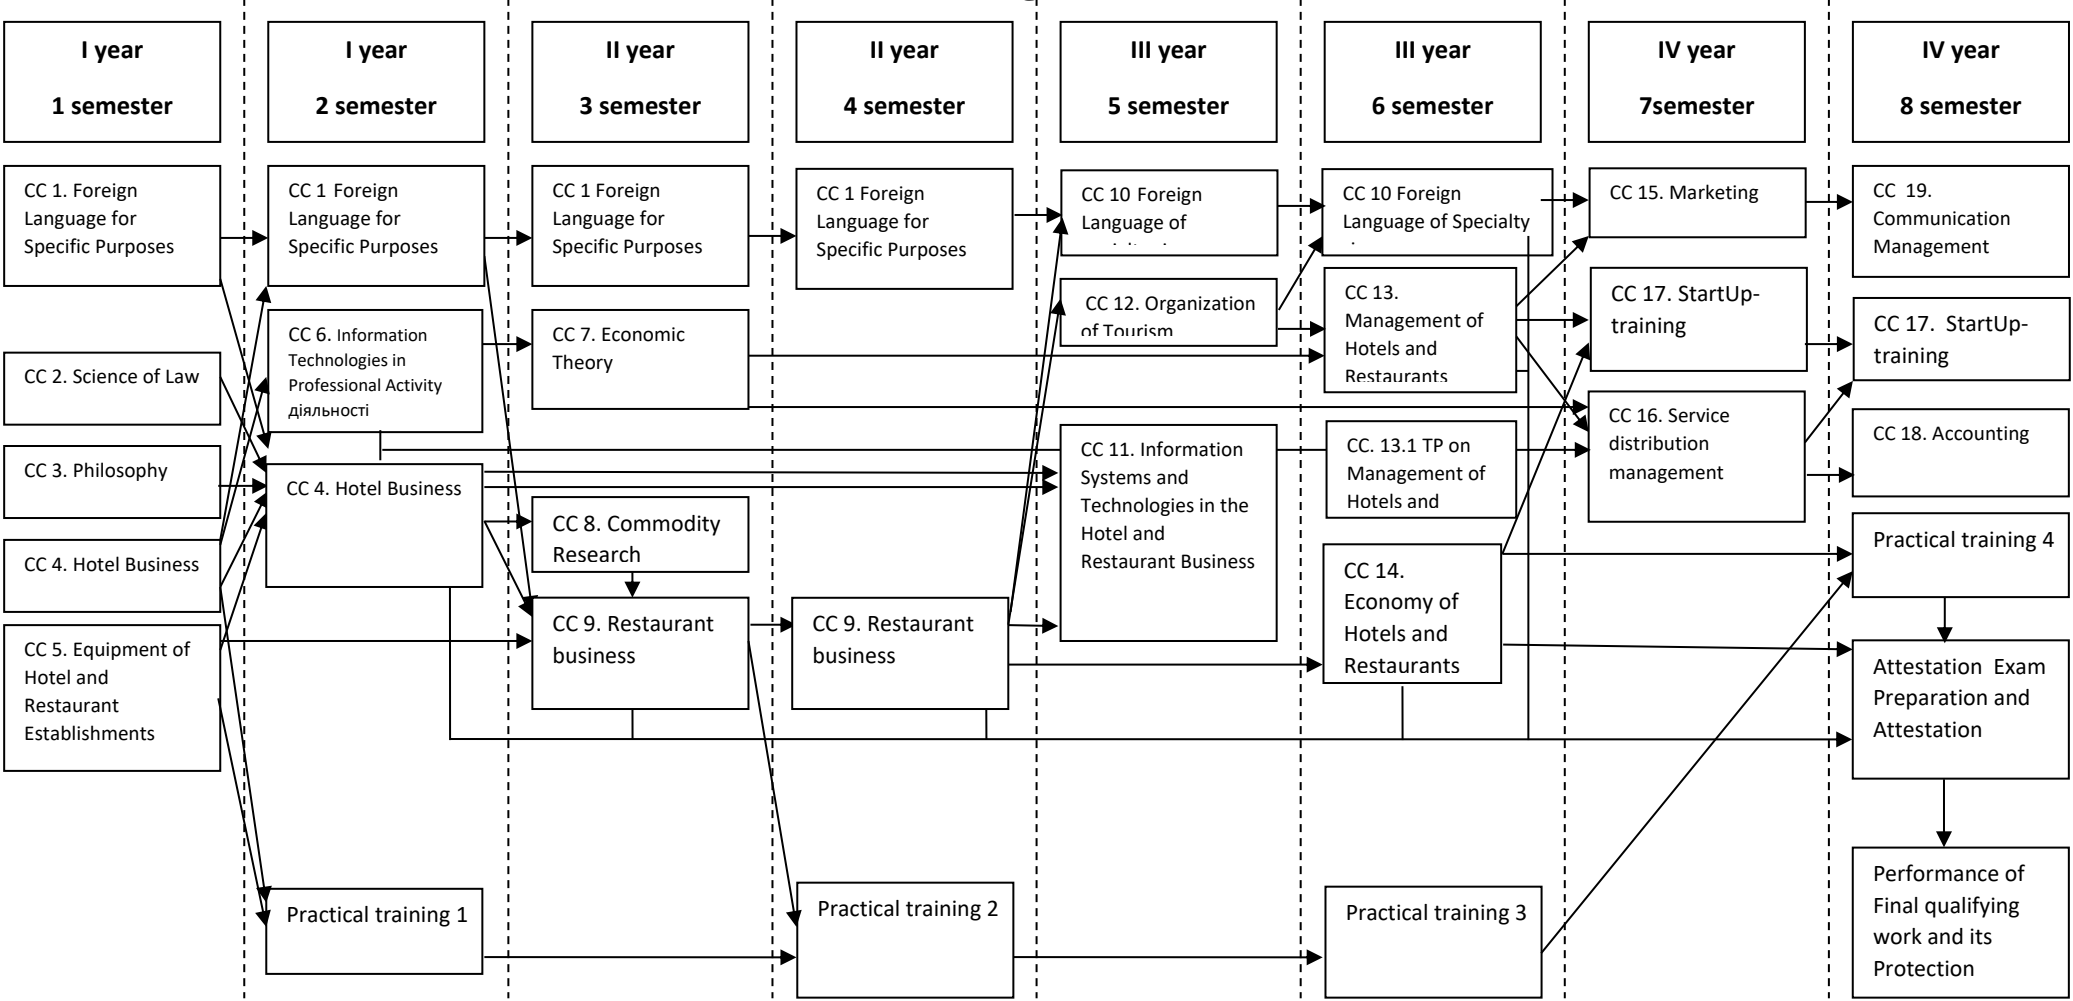 I year
1 semester
I year
2 semester
II year
3 semester
II year
4 semester
III year
5 semester
III year
6 semester
IV year
7semester
IV year
8 semester
CC 1. Foreign
Language for
Specific Purposes
CC 2. Science of Law
CC 3. Philosophy
CC 4. Hotel Business
CC 5. Equipment of
Hotel and
Restaurant
Establishments
CC 1 Foreign
Language for
Specific Purposes
CC 6. Information
Technologies in
Professional Activity
діяльності
CC 4. Hotel Business
Practical training 1
CC 1 Foreign
Language for
Specific Purposes
CC 7. Economic
Theory
CC 8. Commodity
Research
CC 9. Restaurant
business
CC 1 Foreign
Language for
Specific Purposes
CC 9. Restaurant
business
Practical training 2
CC 10 Foreign
Language of
CC 12. Organization
of Tourism
CC 11. Information
Systems and
Technologies in the
Hotel and
Restaurant Business
CC 10 Foreign
Language of Specialty
CC 13.
Management of
Hotels and
Restaurants
CC. 13.1 TP on
Management of
Hotels and
CC 14.
Economy of
Hotels and
Restaurants
Practical training 3
CC 15. Marketing
CC 17. StartUp-
training
CC 16. Service
distribution
management
CC 19.
Communication
Management
CC 17. StartUp-
training
CC 18. Accounting
Practical training 4
Attestation Exam
Preparation and
Attestation
Performance of
Final qualifying
work and its
Protection